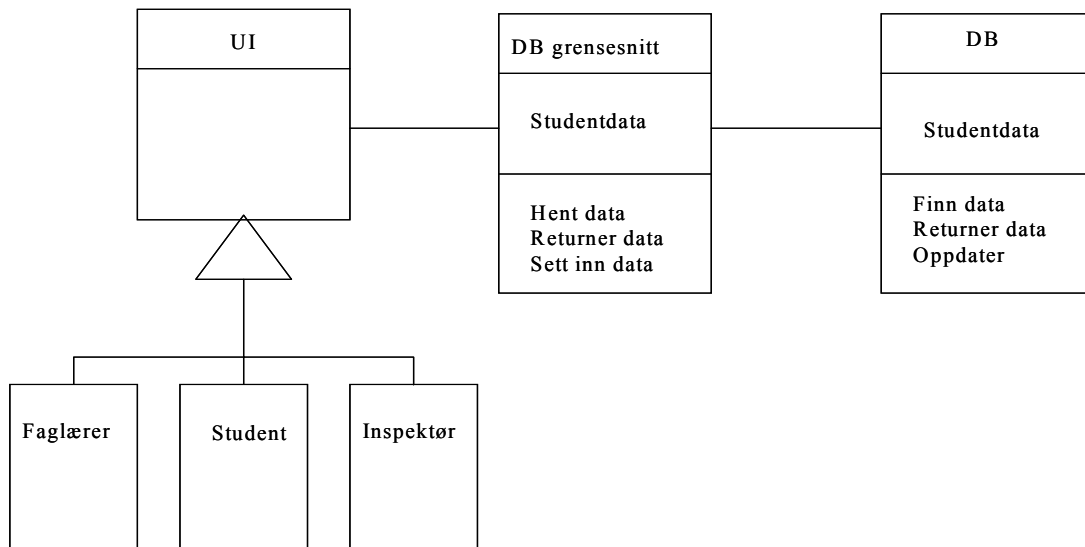 UI
DB grensesnitt
Studentdata
Hent data
Returner data
Sett inn data
DB
Studentdata
Finn data
Returner data
Oppdater
Faglærer
Student
Inspektør